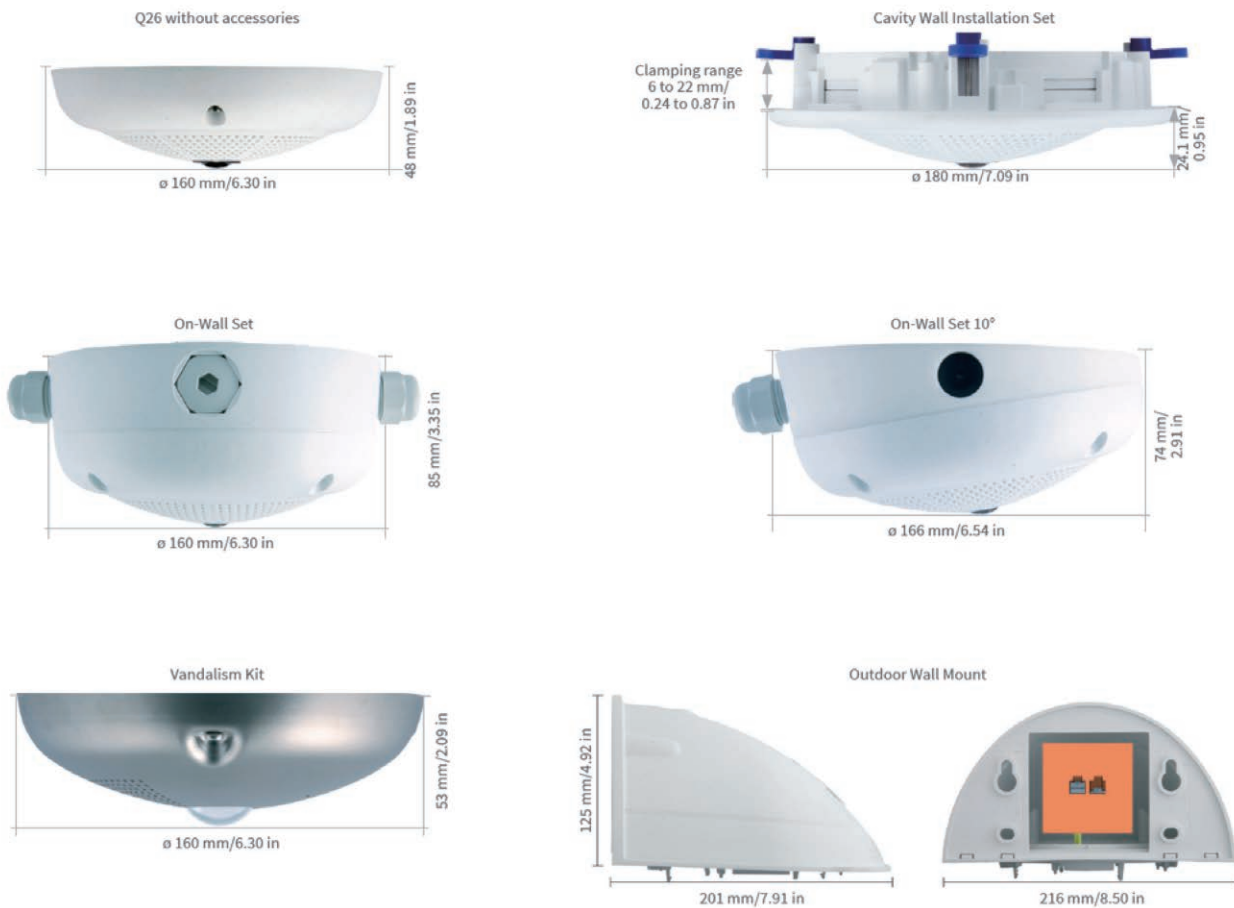 Q26 without accessories
48 mm/1.89 in
ø 160 mm/6.30 in
Cavity Wall Installation Set
Clamping range
6 to 22 mm/
0.24 to 0.87 in
24.1 mm/
0.95 in
ø 180 mm/7.09 in
On-Wall Set
85 mm/3.35 in
ø 160 mm/6.30 in
On-Wall Set 10°
74 mm/
2.91 in
ø 166 mm/6.54 in
Vandalism Kit
53 mm/2.09 in
ø 160 mm/6.30 in
Outdoor Wall Mount
125 mm/4.92 in
201 mm/7.91 in
216 mm/8.50 in